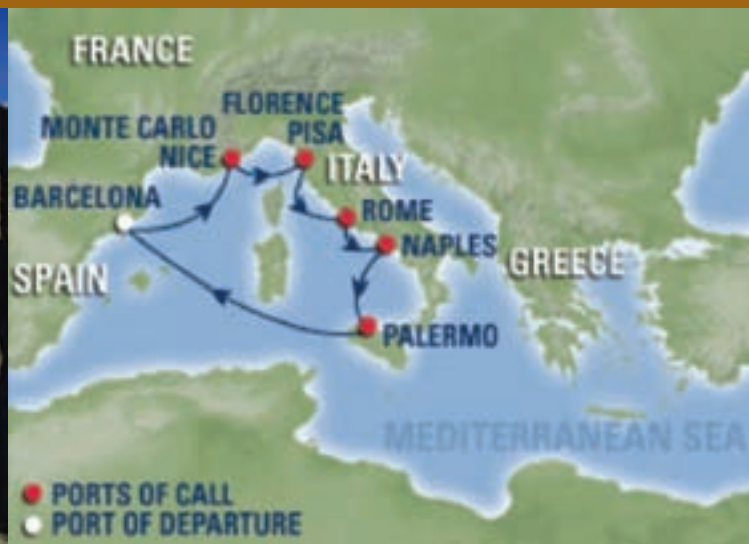 FRANCE
FLORENCE
PISA
MONTE CARLO
NICE
ITALY
BARCELONA
ROME
NAPLES
GREECE
SPAIN
PALERMO
MEDITERRANEAN SEA
PORTS OF CALL
PORT OF DEPARTURE